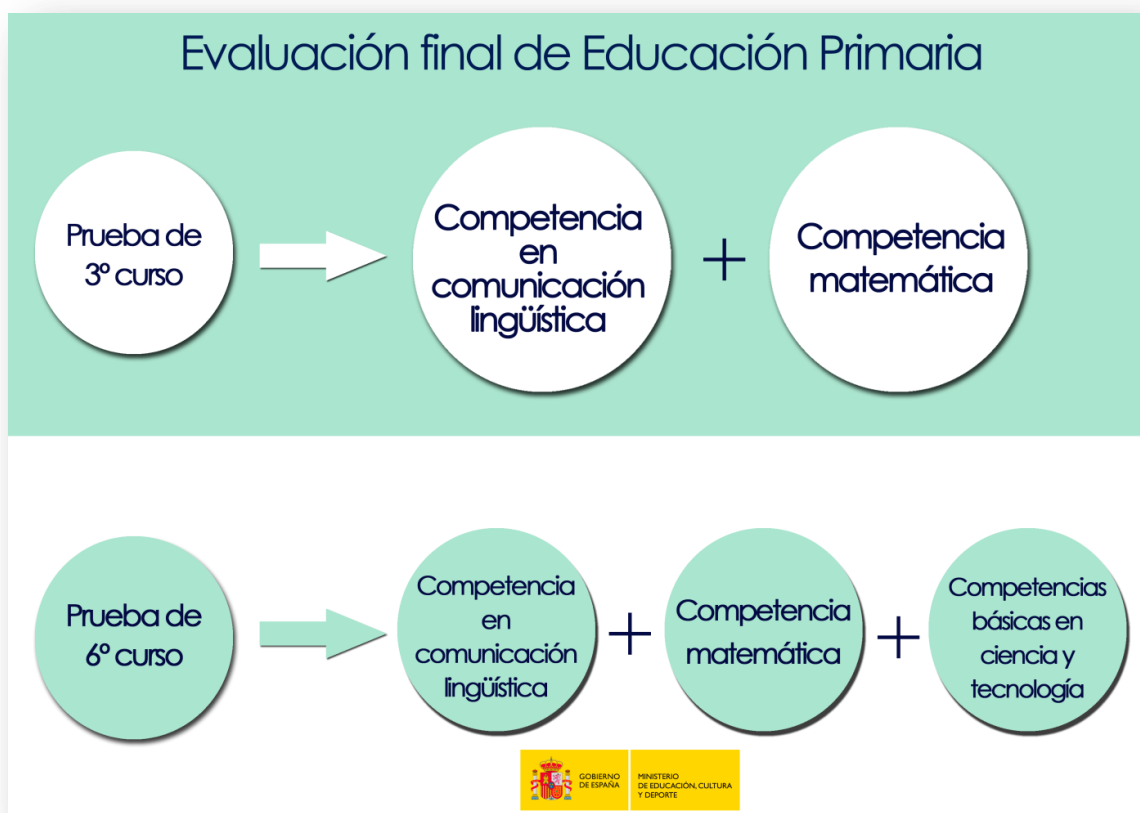 Evaluación final de Educación Primaria
Prueba de
3º curso
Competencia
en
comunicación
lingüística
+
Competencia
matemática
Prueba de
6º curso
Competencia
en
comunicación
lingüística
+
Competencia
matemática
+
Competencias
básicas en
ciencia y
tecnología
GOBIERNO
DE ESPAÑA
MINISTERIO
DE EDUCACIÓN, CULTURA
Y DEPORTE